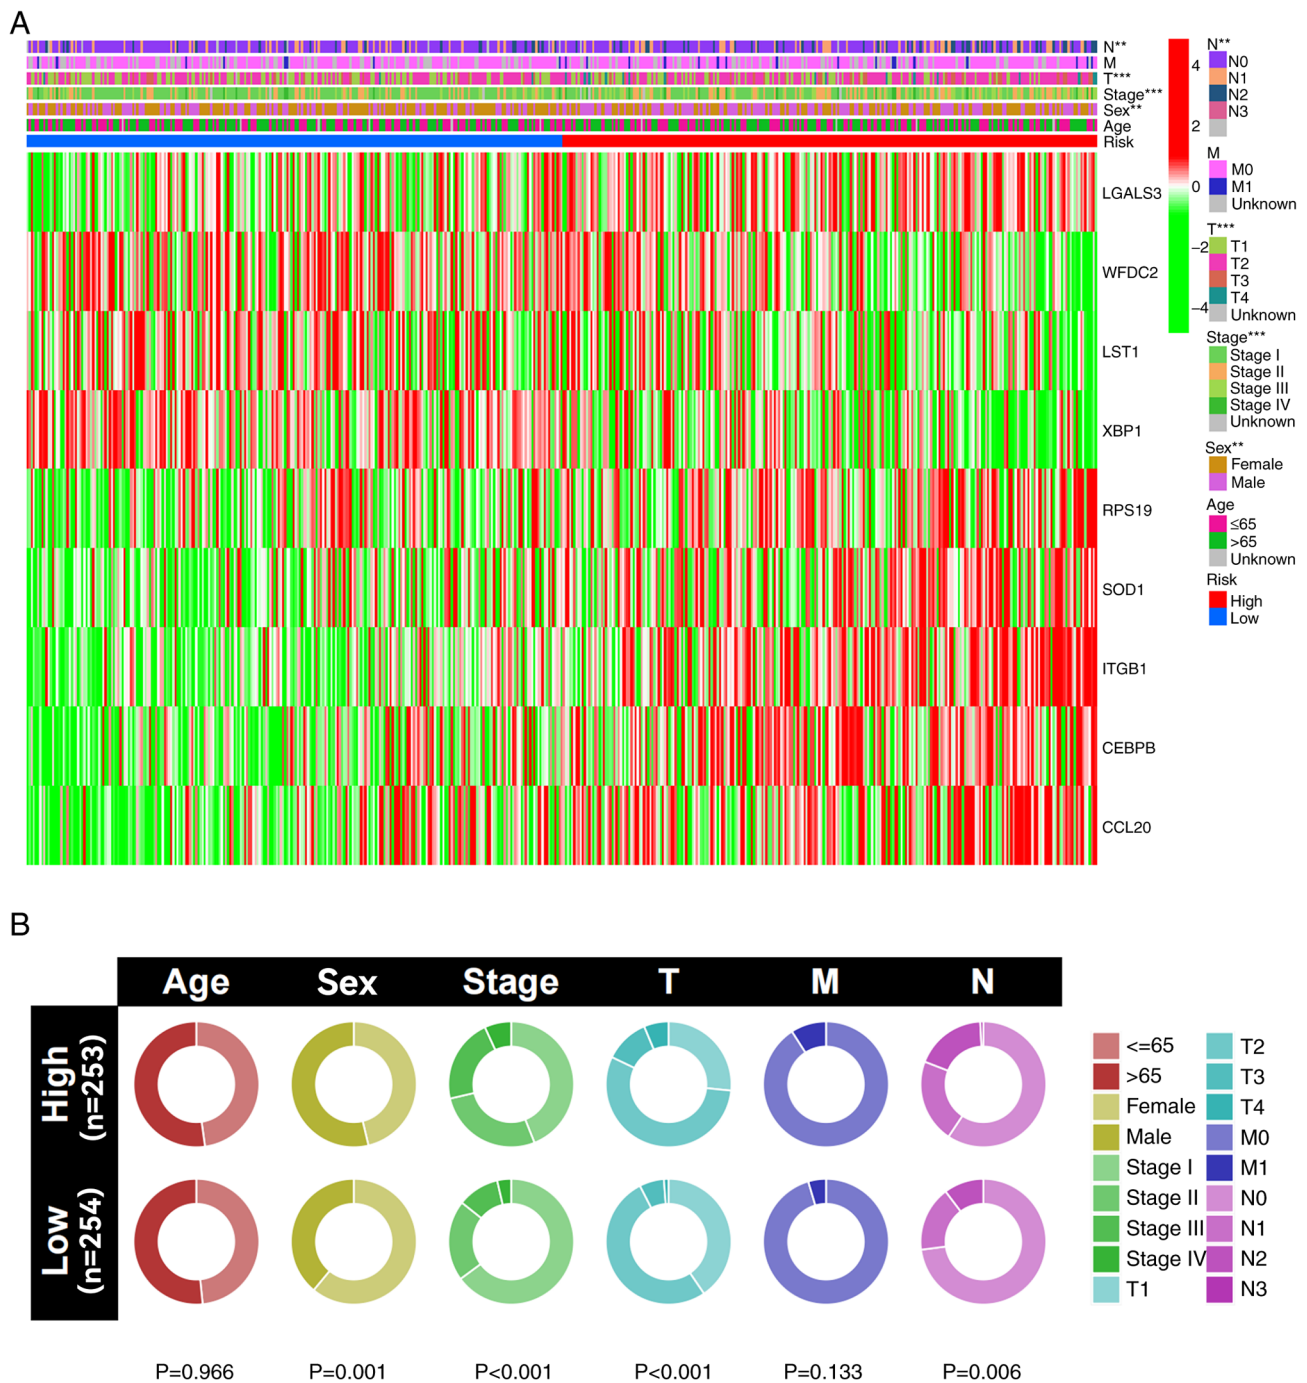 A
N**
M
T***
Stage***
Sex**
Age
Risk
LGALS3
WFDC2
LST1
XBP1
RPS19
SOD1
ITGB1
CEBPB
CCL20
4
2
0
−2
−4
N**
N0
N1
N2
N3
M
M0
M1
Unknown
T***
T1
T2
T3
T4
Unknown
Stage***
Stage I
Stage II
Stage III
Stage IV
Unknown
Sex**
Female
Male
Age
≤65
>65
Unknown
Risk
High
Low
B
Age Sex Stage T M N
High
(n=253)
Low
(n=254)
<=65
>65
Female
Male
Stage I
Stage II
Stage III
Stage IV
T1
T2
T3
T4
M0
M1
N0
N1
N2
N3
P=0.966 P=0.001 P<0.001 P<0.001 P=0.133 P=0.006